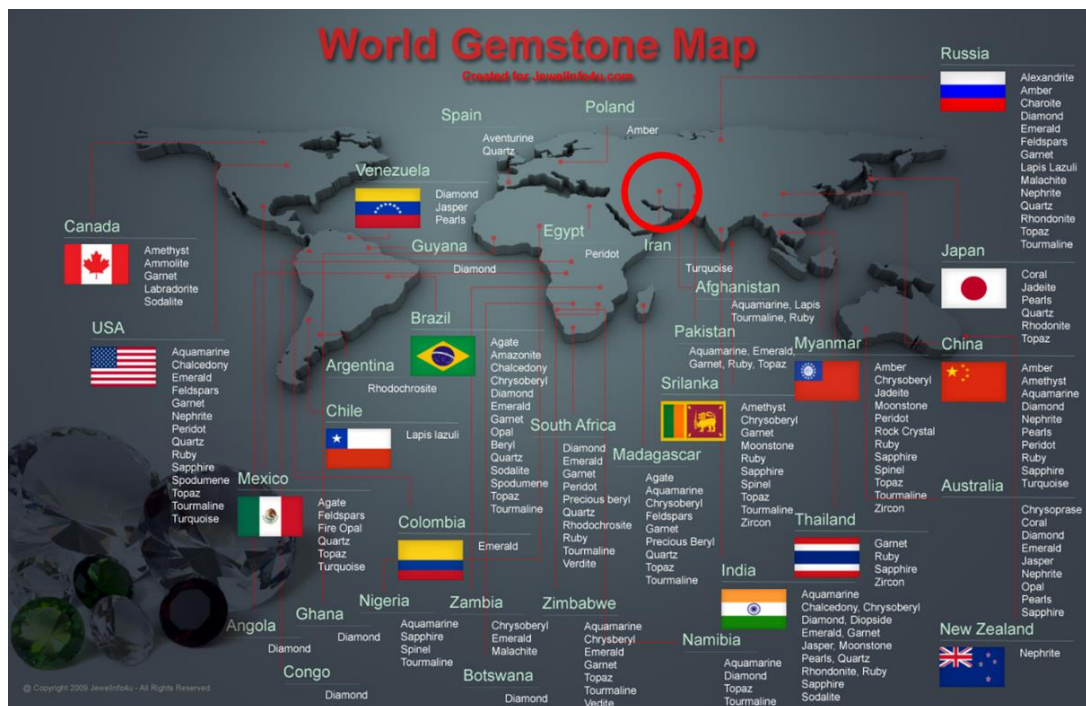 World Gemstone Map
Created for JewelInfo4u.com
Russia
Alexandrite
Amber
Charoite
Diamond
Emerald
Feldspars
Garnet
Lapis Lazuli
Malachite
Nephrite
Quartz
Rhondonite
Topaz
Tourmaline
Poland
Amber
Spain
Aventurine
Quartz
Venezuela
Diamond
Jasper
Pearls
Canada
Amethyst
Ammolite
Garnet
Labradorite
Sodalite
Guyana
Diamond
Egypt
Peridot
Iran
Turquoise
Afghanistan
Aquamarine, Lapis
Tourmaline, Ruby
Japan
Coral
Jadeite
Pearls
Quartz
Rhodonite
Topaz
USA
Aquamarine
Chalcedony
Emerald
Feldspars
Garnet
Nephrite
Peridot
Quartz
Ruby
Sapphire
Spodumene
Topaz
Tourmaline
Turquoise
Argentina
Rhodochrosite
Brazil
Agate
Amazonite
Chalcedony
Chrysoberyl
Diamond
Emerald
Garnet
Opal
Beryl
Quartz
Sodalite
Spodumene
Topaz
Tourmaline
Pakistan
Aquamarine, Emerald,
Garnet, Ruby, Topaz
Myanmar
Amber
Chrysoberyl
Jadeite
Moonstone
Peridot
Rock Crystal
Ruby
Sapphire
Spinel
Topaz
Tourmaline
Zircon
China
Amber
Amethyst
Aquamarine
Diamond
Nephrite
Pearls
Peridot
Ruby
Sapphire
Turquoise
Chile
Lapis lazuli
Srilanka
Amethyst
Chrysoberyl
Garnet
Moonstone
Ruby
Sapphire
Spinel
Topaz
Tourmaline
Zircon
South Africa
Diamond
Emerald
Garnet
Peridot
Precious beryl
Quartz
Rhodochrosite
Ruby
Tourmaline
Verdite
Madagascar
Agate
Aquamarine
Chrysoberyl
Feldspars
Garnet
Precious Beryl
Quartz
Topaz
Tourmaline
Mexico
Agate
Feldspars
Fire Opal
Quartz
Topaz
Turquoise
Colombia
Emerald
Australia
Chrysoprase
Coral
Diamond
Emerald
Jasper
Nephrite
Opal
Pearls
Sapphire
Thailand
Garnet
Ruby
Sapphire
Zircon
India
Aquamarine
Chalcedony, Chrysoberyl
Diamond, Diopside
Emerald, Garnet
Jasper, Moonstone
Pearls, Quartz
Rhondonite, Ruby
Sapphire
Sodalite
Angola
Diamond
Ghana
Diamond
Nigeria
Aquamarine
Sapphire
Spinel
Tourmaline
Zambia
Chrysoberyl
Emerald
Malachite
Zimbabwe
Aquamarine
Chrysberyl
Emerald
Garnet
Topaz
Tourmaline
Vedite
Namibia
Aquamarine
Diamond
Topaz
Tourmaline
New Zealand
Nephrite
Congo
Diamond
Botswana
Diamond
@ Copyright 2009 JewelInfo4u - All Rights Reserved.